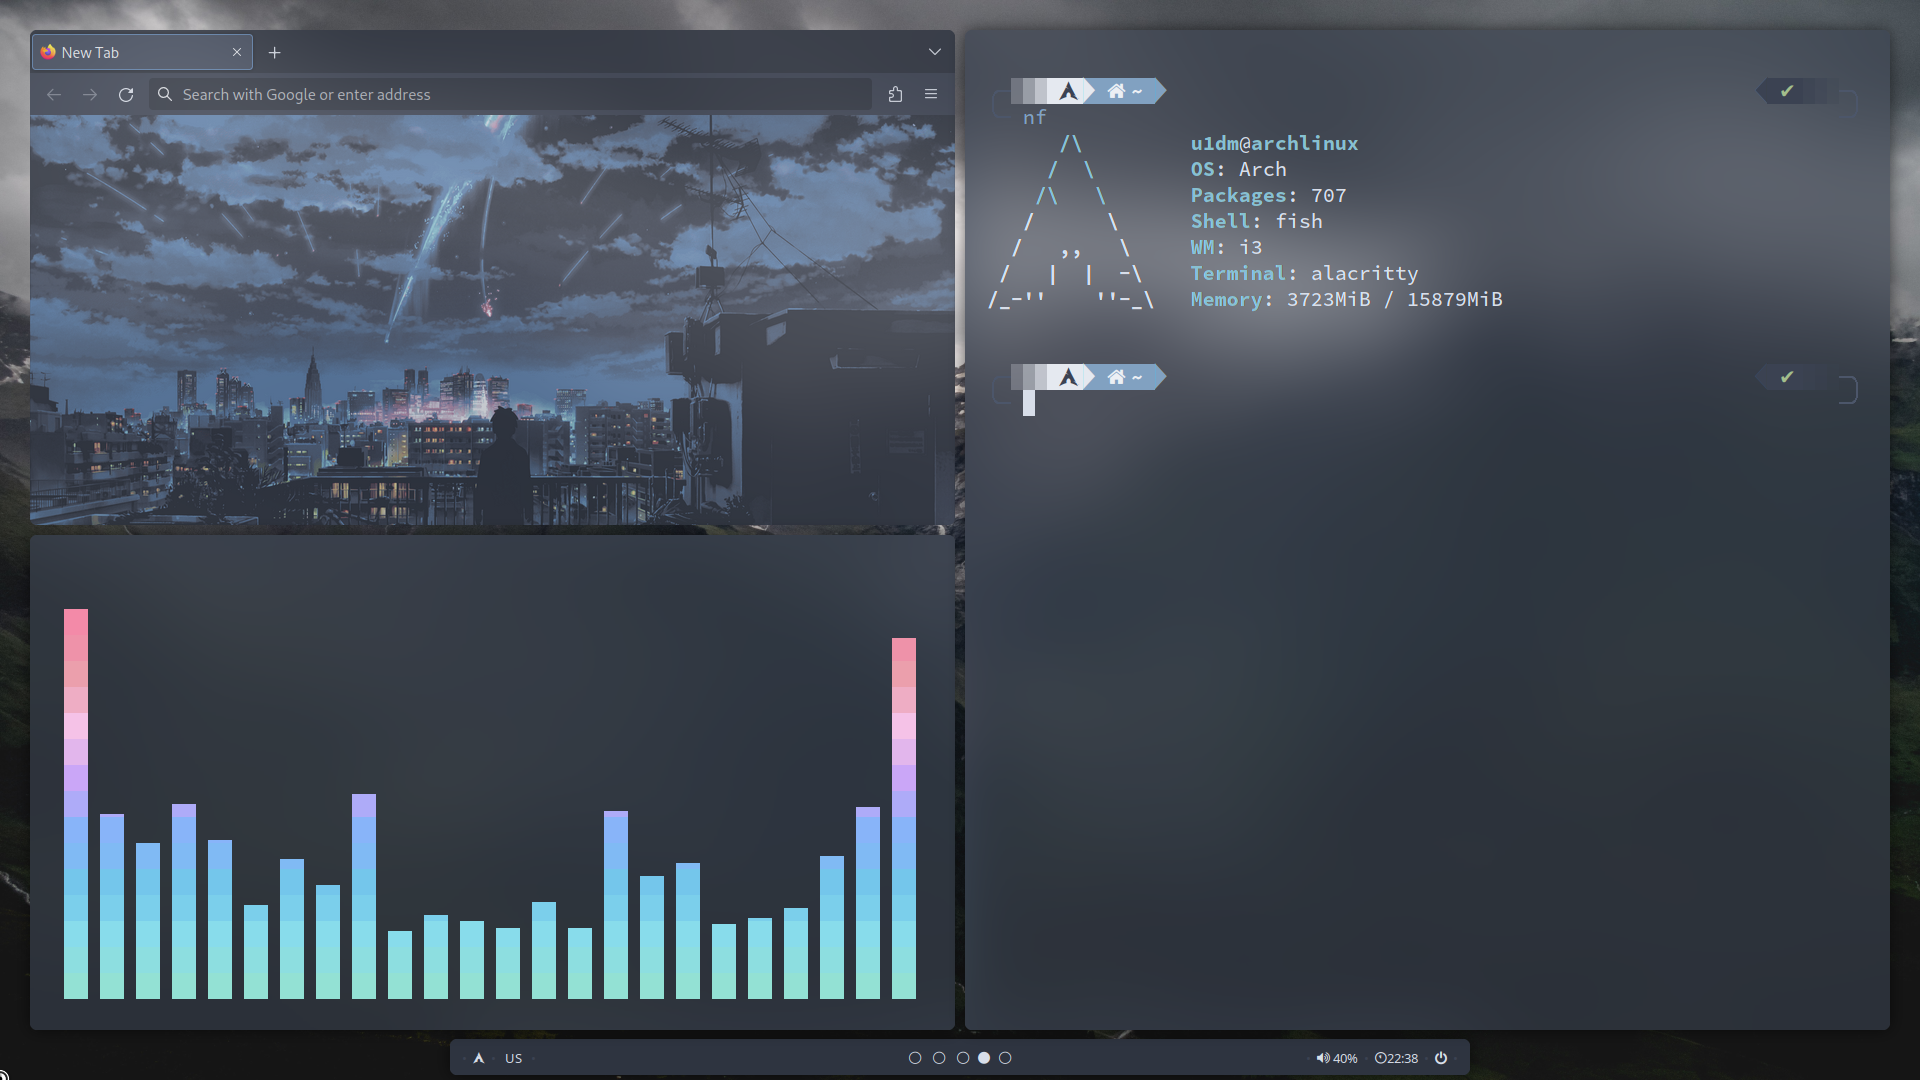 New Tab
Search with Google or enter address
~
nf
/\
/  \
/\   \
/      \
/   ,,   \
/   |  |  -\
/_-''    ''-_\
u1dm@archlinux
OS: Arch
Packages: 707
Shell: fish
WM: i3
Terminal: alacritty
Memory: 3723MiB / 15879MiB
~
US
40%
22:38